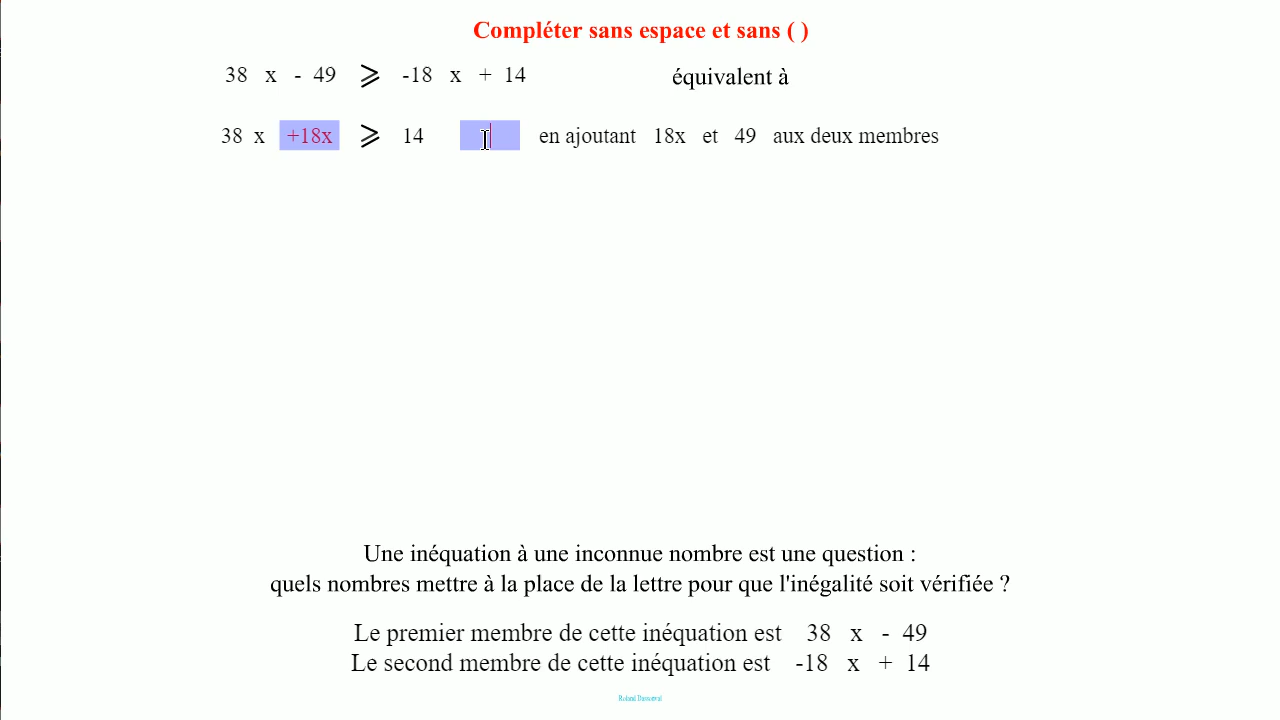 Compléter sans espace et sans ( )
38 x - 49 ⩾ -18 x + 14 équivalent à
38 x +18x ⩾ 14 en ajoutant 18x et 49 aux deux membres
Une inéquation à une inconnue nombre est une question :
quels nombres mettre à la place de la lettre pour que l'inégalité soit vérifiée ?
Le premier membre de cette inéquation est 38 x - 49
Le second membre de cette inéquation est -18 x + 14